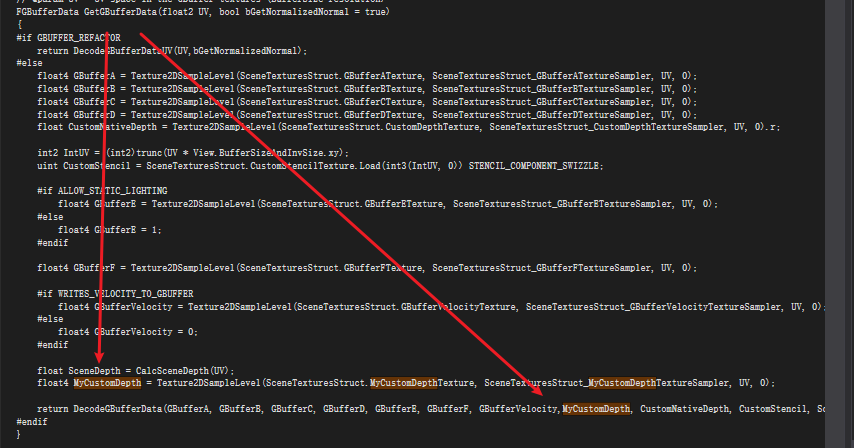 FGBufferData GetGBufferData(float2 UV, bool bGetNormalizedNormal = true)
{
#if GBUFFER_REFACTOR
return DecodeGBufferDataUV(UV,bGetNormalizedNormal);
#else
float4 GBufferA = Texture2DSampleLevel(SceneTexturesStruct.GBufferATexture, SceneTexturesStruct_GBufferATextureSampler, UV, 0);
float4 GBufferB = Texture2DSampleLevel(SceneTexturesStruct.GBufferBTexture, SceneTexturesStruct_GBufferBTextureSampler, UV, 0);
float4 GBufferC = Texture2DSampleLevel(SceneTexturesStruct.GBufferCTexture, SceneTexturesStruct_GBufferCTextureSampler, UV, 0);
float4 GBufferD = Texture2DSampleLevel(SceneTexturesStruct.GBufferDTexture, SceneTexturesStruct_GBufferDTextureSampler, UV, 0);
float CustomNativeDepth = Texture2DSampleLevel(SceneTexturesStruct.CustomDepthTexture, SceneTexturesStruct_CustomDepthTextureSampler, UV, 0).r;
int2 IntUV = (int2)trunc(UV * View.BufferSizeAndInvSize.xy);
uint CustomStencil = SceneTexturesStruct.CustomStencilTexture.Load(int3(IntUV, 0)) STENCIL_COMPONENT_SWIZZLE;
#if ALLOW_STATIC_LIGHTING
float4 GBufferE = Texture2DSampleLevel(SceneTexturesStruct.GBufferETexture, SceneTexturesStruct_GBufferETextureSampler, UV, 0);
#else
float4 GBufferE = 1;
#endif
float4 GBufferF = Texture2DSampleLevel(SceneTexturesStruct.GBufferFTexture, SceneTexturesStruct_GBufferFTextureSampler, UV, 0);
#if WRITES_VELOCITY_TO_GBUFFER
float4 GBufferVelocity = Texture2DSampleLevel(SceneTexturesStruct.GBufferVelocityTexture, SceneTexturesStruct_GBufferVelocityTextureSampler, UV, 0);
#else
float4 GBufferVelocity = 0;
#endif
float SceneDepth = CalcSceneDepth(UV);
float4 MyCustomDepth = Texture2DSampleLevel(SceneTexturesStruct.MyCustomDepthTexture, SceneTexturesStruct_MyCustomDepthTextureSampler, UV, 0);
return DecodeGBufferData(GBufferA, GBufferB, GBufferC, GBufferD, GBufferE, GBufferF, GBufferVelocity,MyCustomDepth, CustomNativeDepth, CustomStencil,
#endif
}